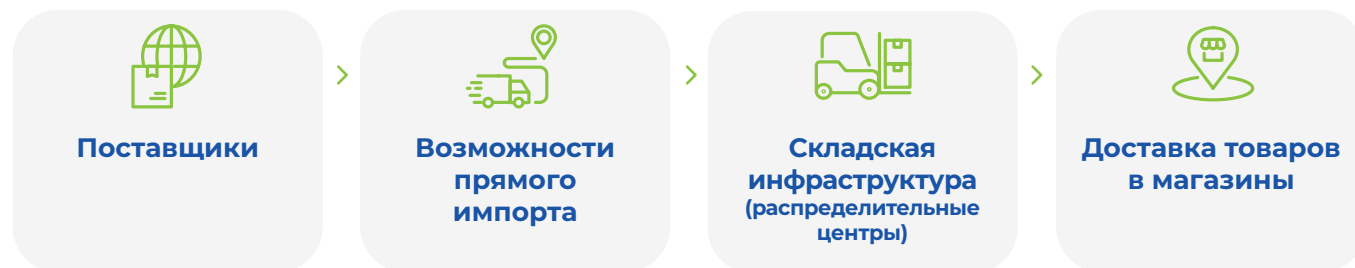 Поставщики
Возможности
прямого
импорта
Складская
инфраструктура
(распределительные
центры)
Доставка товаров
в магазины